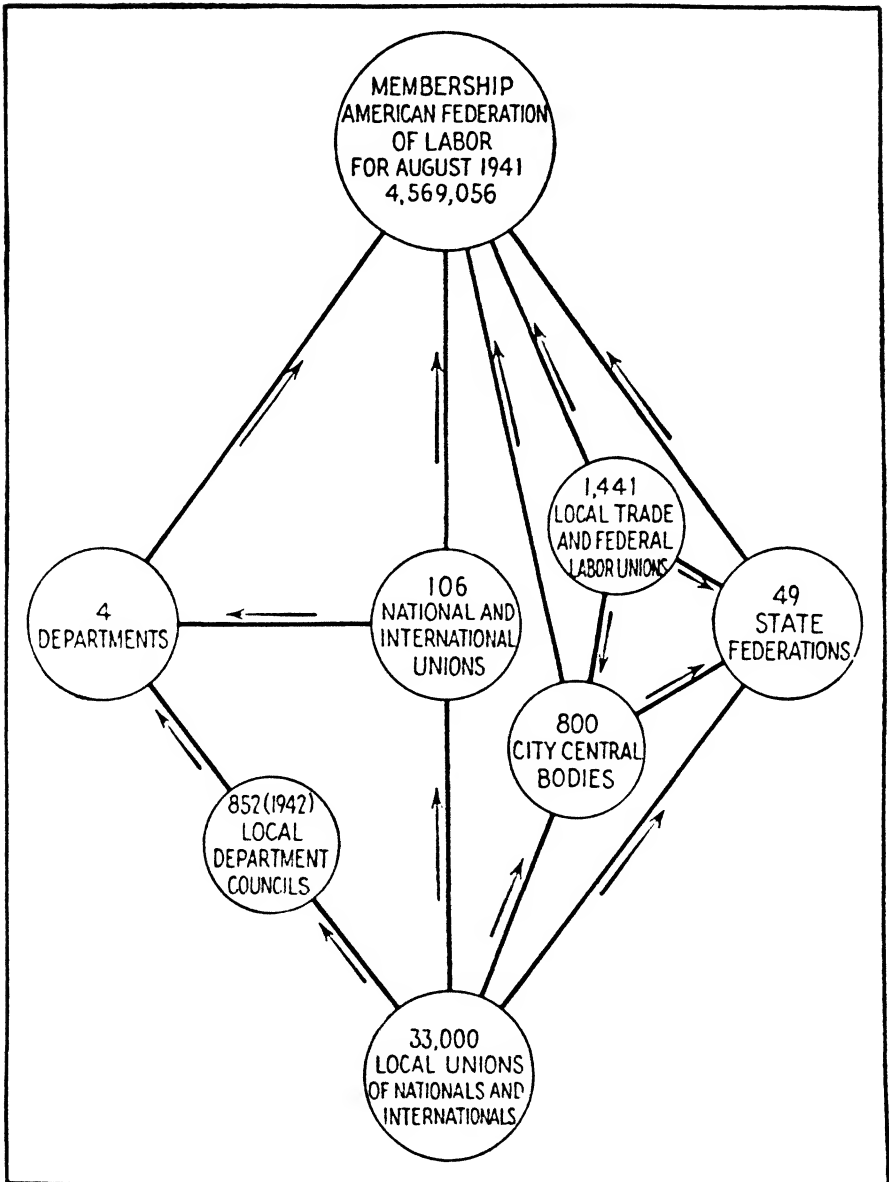 MEMBERSHIP
AMERICAN FEDERATION
OF LABOR
FOR AUGUST 1941
4,569,056
1,441
LOCAL TRADE
AND FEDERAL
LABOR UNIONS
4
DEPARTMENTS
106
NATIONAL AND
INTERNATIONAL
UNIONS
49
STATE
FEDERATIONS
800
CITY CENTRAL
BODIES
852(1942)
LOCAL
DEPARTMENT
COUNCILS
33,000
LOCAL UNIONS
OF NATIONALS AND
INTERNATIONALS